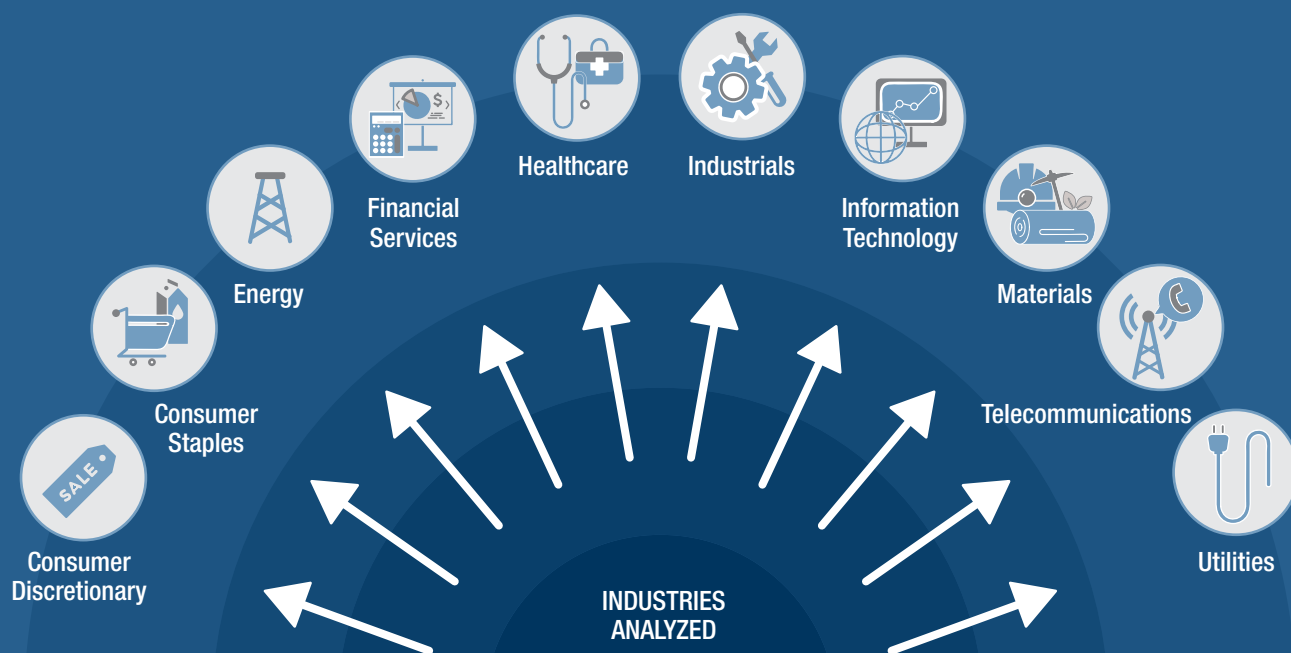 Healthcare
Industrials
Financial
Services
Information
Technology
Energy
Materials
Consumer
Staples
Telecommunications
SALE
Consumer
Discretionary
Utilities
INDUSTRIES
ANALYZED
$